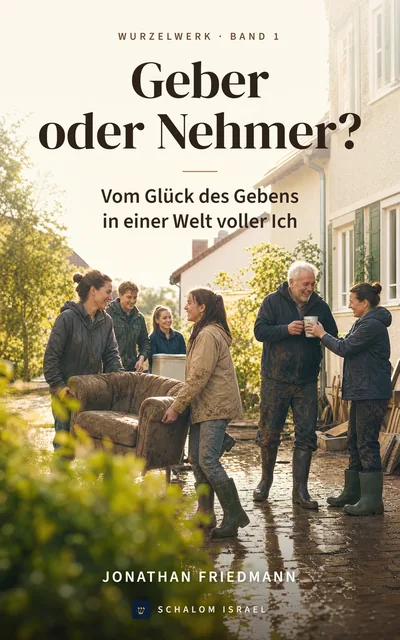 WURZELWERK · BAND 1
Geber
oder Nehmer?
Vom Glück des Gebens
in einer Welt voller Ich
JONATHAN FRIEDMANN
ש SCHALOM ISRAEL